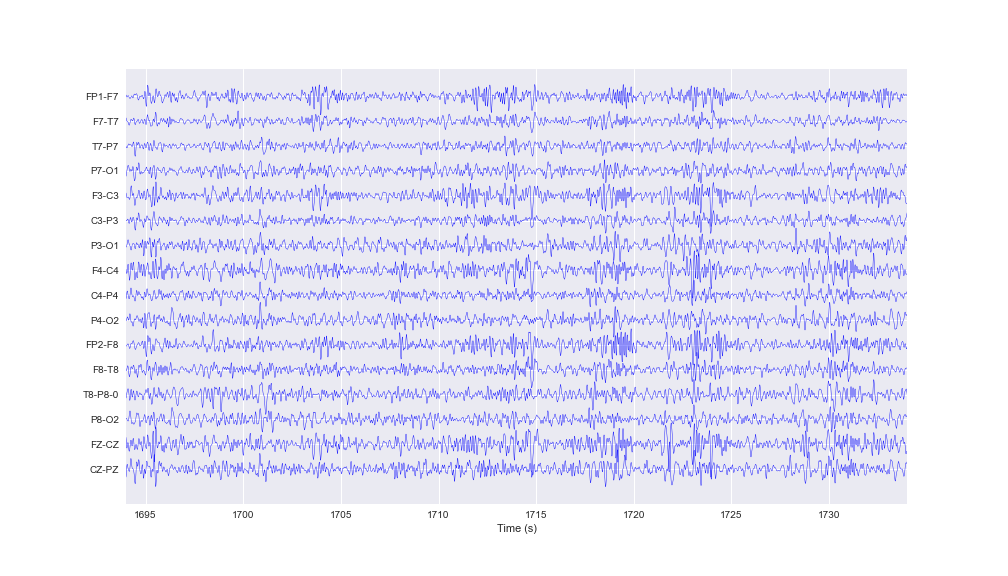 FP1-F7
F7-T7
T7-P7
P7-O1
F3-C3
C3-P3
P3-O1
F4-C4
C4-P4
P4-O2
FP2-F8
F8-T8
T8-P8-0
P8-O2
FZ-CZ
CZ-PZ
1695 1700 1705 1710 1715 1720 1725 1730
Time (s)